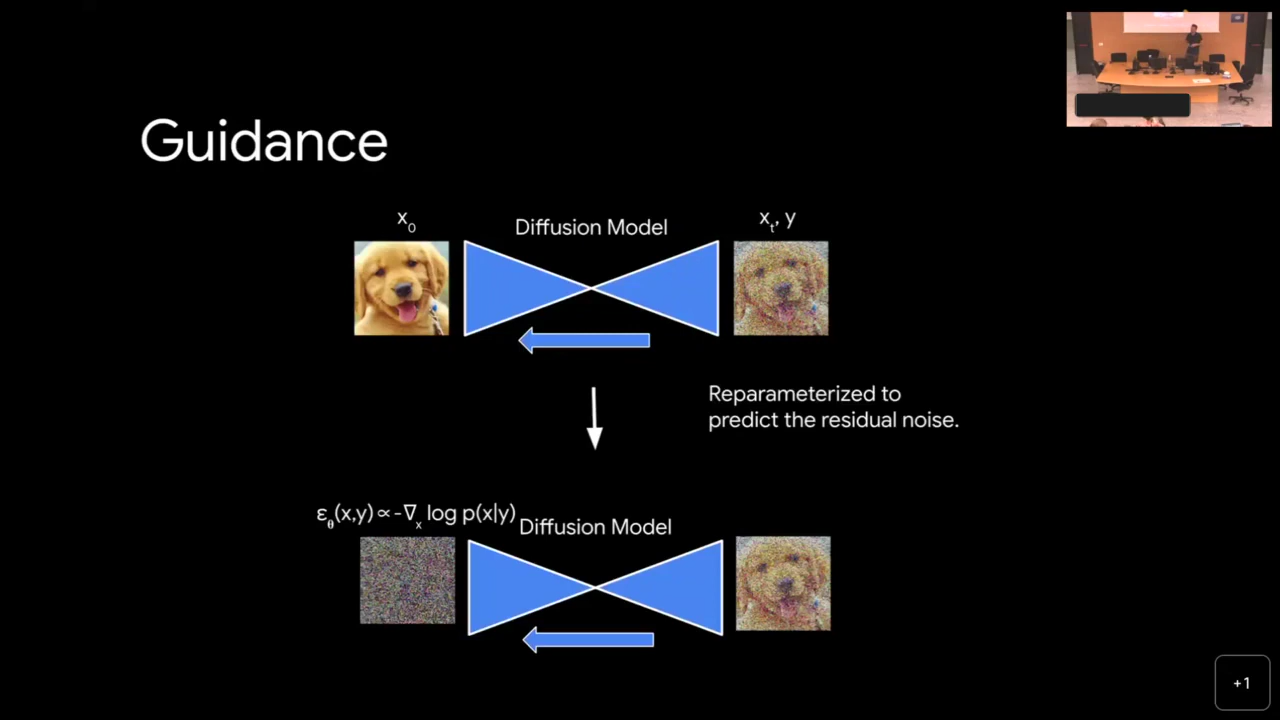 Guidance
x₀
Diffusion Model
xₜ, y
Reparameterized to
predict the residual noise.
εθ(x,y)∝-∇ₓ log p(x|y)
Diffusion Model
+1